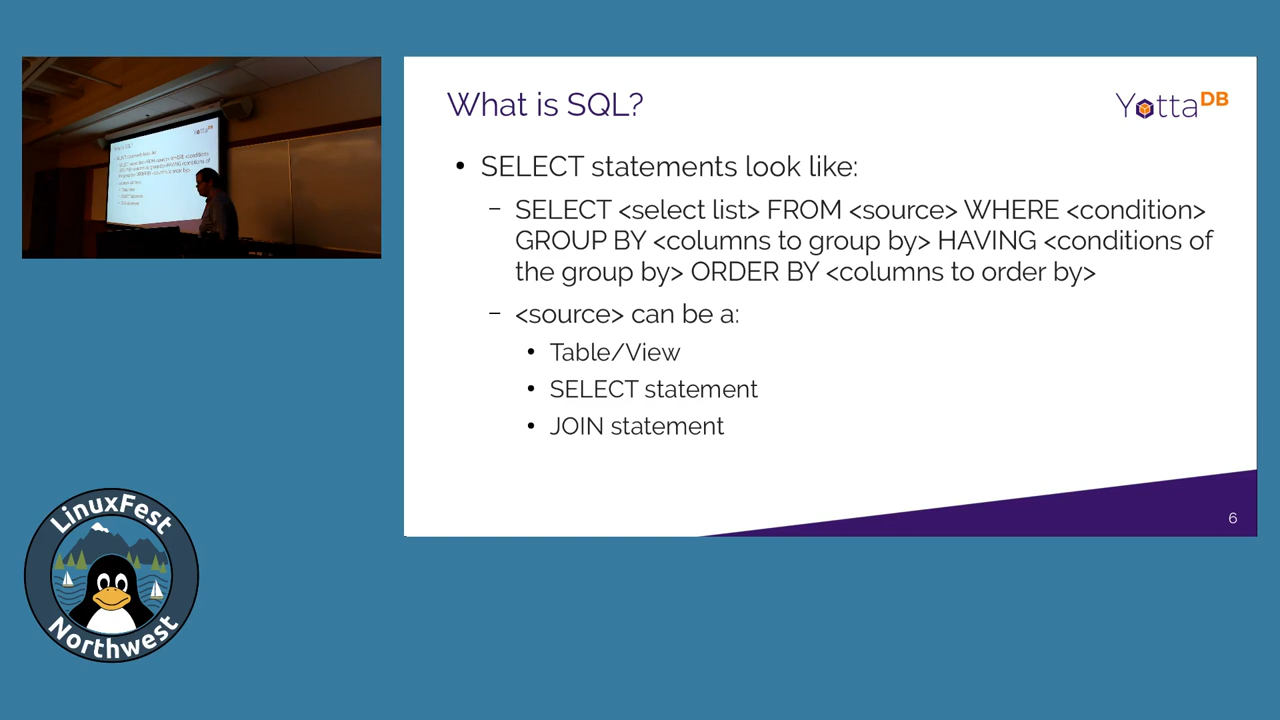 What is SQL?
YottaDB
• SELECT statements look like:
– SELECT <select list> FROM <source> WHERE <condition>
GROUP BY <columns to group by> HAVING <conditions of
the group by> ORDER BY <columns to order by>
– <source> can be a:
• Table/View
• SELECT statement
• JOIN statement
6
LinuxFest
Northwest